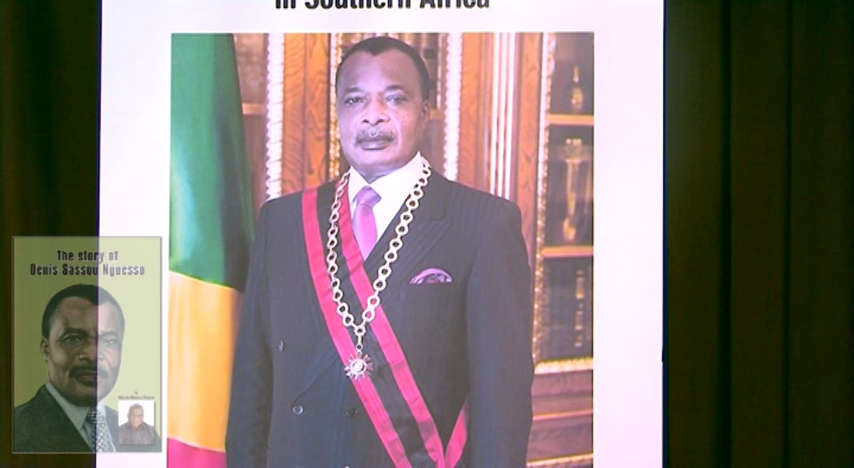 in Southern Africa
The story of
Denis Sassou Nguesso